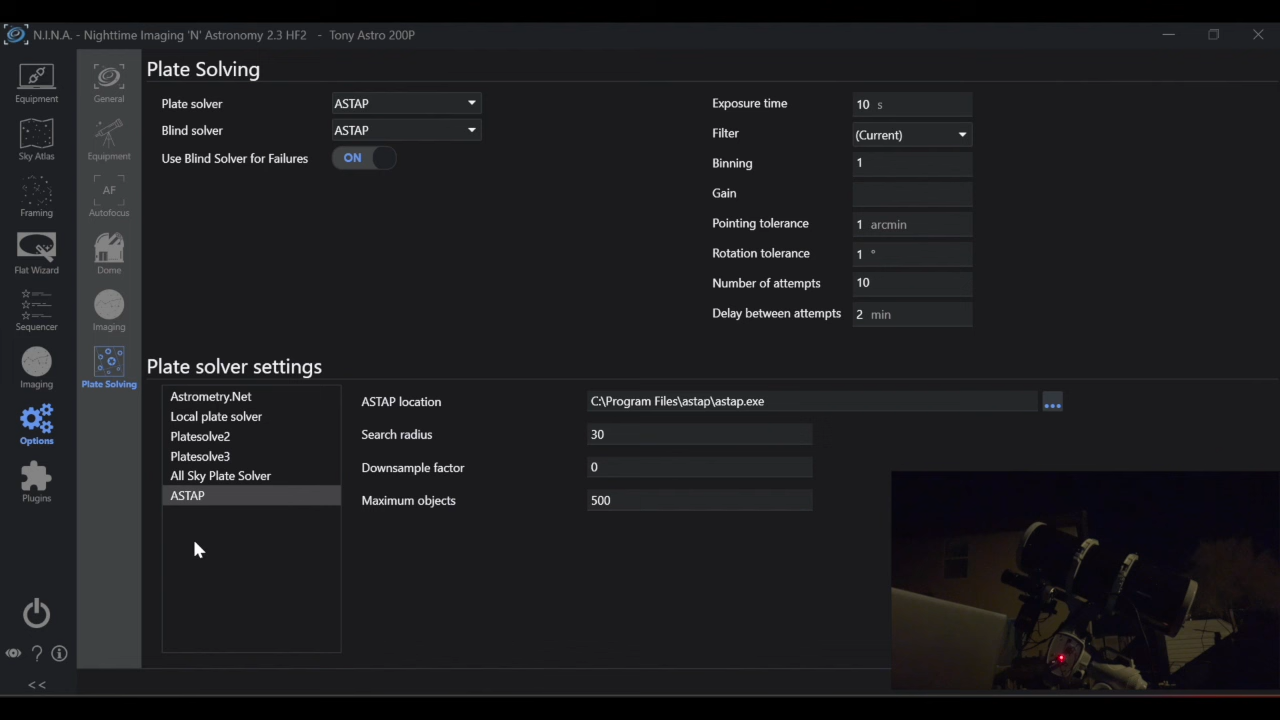 N.I.N.A. - Nighttime Imaging 'N' Astronomy 2.3 HF2 - Tony Astro 200P
Equipment
Sky Atlas
Framing
Flat Wizard
Sequencer
Imaging
Options
Plugins
?
<<
General
Equipment
AF
Autofocus
Dome
Imaging
Plate Solving
Plate Solving
Plate solver ASTAP
Blind solver ASTAP
Use Blind Solver for Failures ON
Exposure time 10 s
Filter (Current)
Binning 1
Gain
Pointing tolerance 1 arcmin
Rotation tolerance 1 °
Number of attempts 10
Delay between attempts 2 min
Plate solver settings
Astrometry.Net
Local plate solver
Platesolve2
Platesolve3
All Sky Plate Solver
ASTAP
ASTAP location C:\Program Files\astap\astap.exe ...
Search radius 30
Downsample factor 0
Maximum objects 500